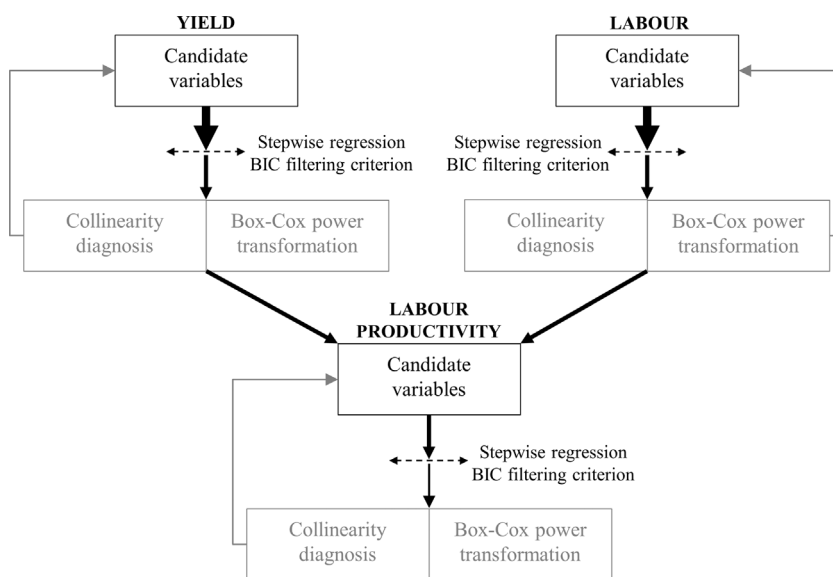 YIELD
Candidate
variables
Stepwise regression
BIC filtering criterion
Collinearity
diagnosis
Box-Cox power
transformation
LABOUR
Candidate
variables
Stepwise regression
BIC filtering criterion
Collinearity
diagnosis
Box-Cox power
transformation
LABOUR
PRODUCTIVITY
Candidate
variables
Stepwise regression
BIC filtering criterion
Collinearity
diagnosis
Box-Cox power
transformation